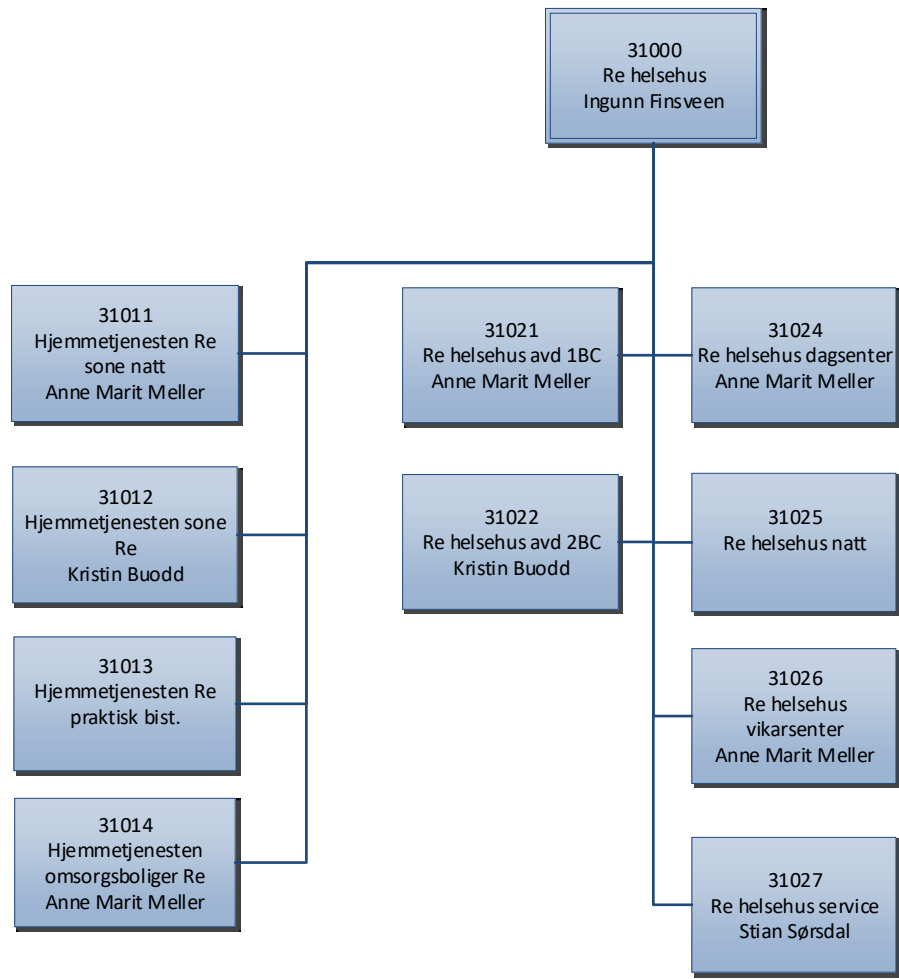 31000
Re helsehus
Ingunn Finsveen
31011
Hjemmetjenesten Re
sone natt
Anne Marit Meller
31012
Hjemmetjenesten sone
Re
Kristin Buodd
31013
Hjemmetjenesten Re
praktisk bist.
31014
Hjemmetjenesten
omsorgsboliger Re
Anne Marit Meller
31021
Re helsehus avd 1BC
Anne Marit Meller
31022
Re helsehus avd 2BC
Kristin Buodd
31024
Re helsehus dagsenter
Anne Marit Meller
31025
Re helsehus natt
31026
Re helsehus
vikarsenter
Anne Marit Meller
31027
Re helsehus service
Stian Sørsdal